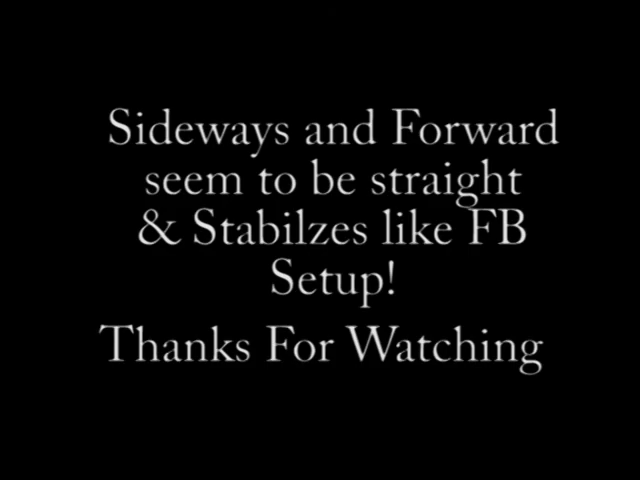 Sideways and Forward
seem to be straight
& Stabilzes like FB
Setup!
Thanks For Watching